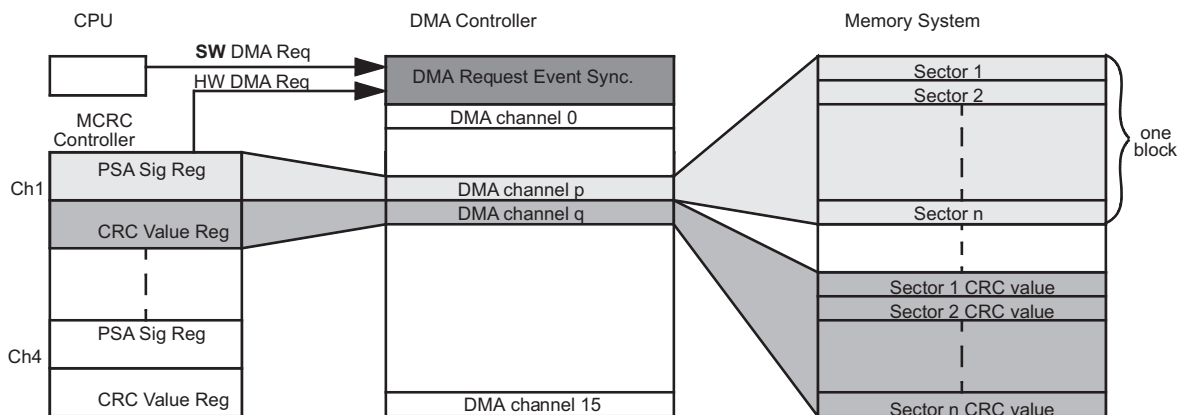 CPU
DMA Controller
Memory System
SW DMA Req
HW DMA Req
DMA Request Event Sync.
DMA channel 0
MCRC
Controller
Ch1
PSA Sig Reg
CRC Value Reg
DMA channel p
DMA channel q
Sector 1
Sector 2
Sector n
one
block
Sector 1 CRC value
Sector 2 CRC value
Ch4
PSA Sig Reg
CRC Value Reg
DMA channel 15
Sector n CRC value